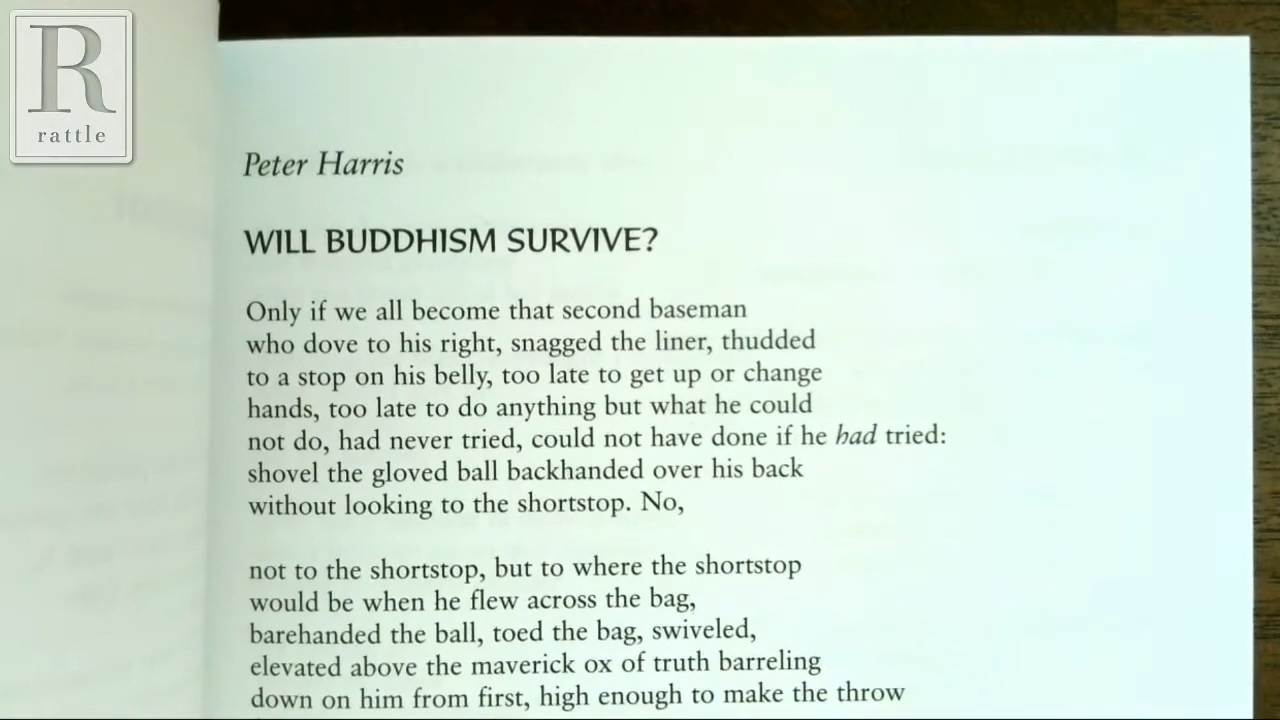 R
rattle
Peter Harris
WILL BUDDHISM SURVIVE?
Only if we all become that second baseman
who dove to his right, snagged the liner, thudded
to a stop on his belly, too late to get up or change
hands, too late to do anything but what he could
not do, had never tried, could not have done if he had tried:
shovel the gloved ball backhanded over his back
without looking to the shortstop. No,
not to the shortstop, but to where the shortstop
would be when he flew across the bag,
barehanded the ball, toed the bag, swiveled,
elevated above the maverick ox of truth barreling
down on him from first, high enough to make the throw